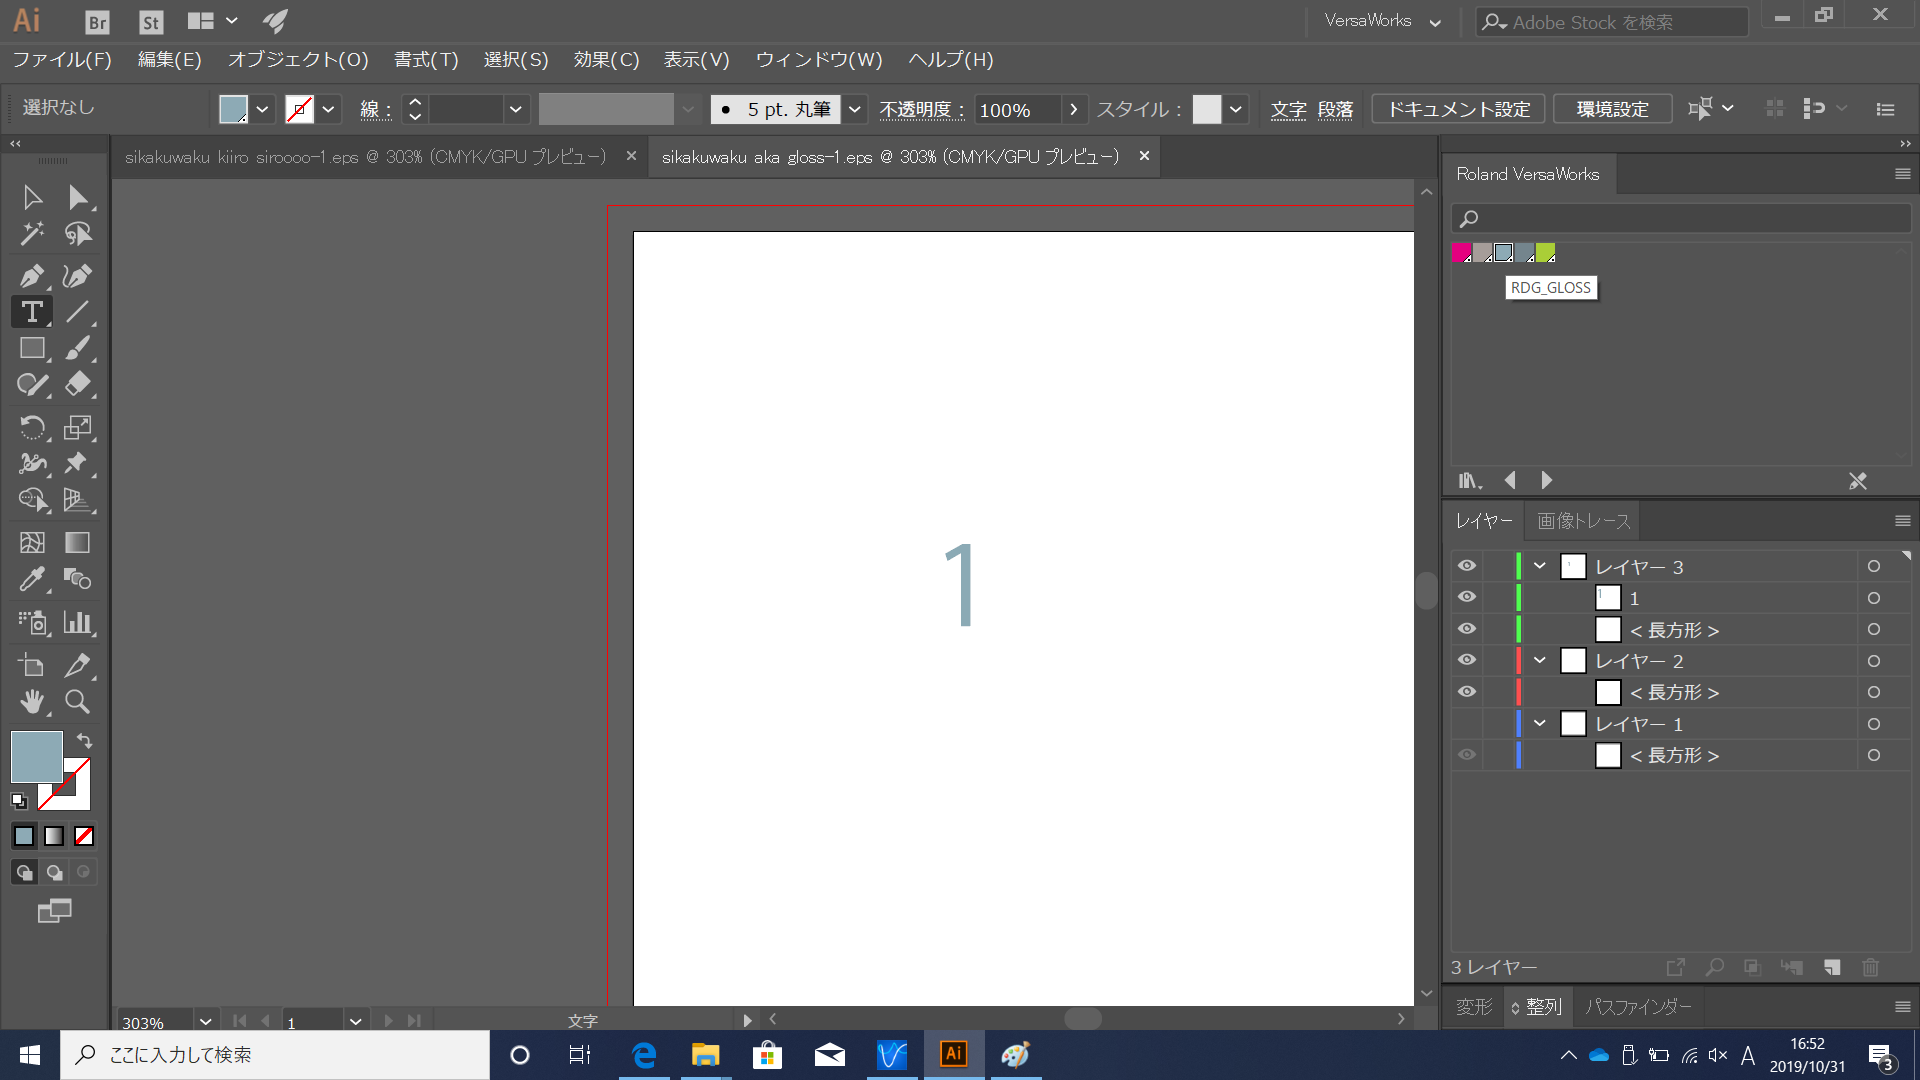 Ai Br St VersaWorks Adobe Stock を検索
ファイル(F) 編集(E) オブジェクト(O) 書式(T) 選択(S) 効果(C) 表示(V) ウィンドウ(W) ヘルプ(H)
選択なし 線： 5 pt. 丸筆 不透明度： 100% スタイル： 文字 段落 ドキュメント設定 環境設定
sikakuwaku kiiro siroooo-1.eps @ 303% (CMYK/GPU プレビュー) sikakuwaku aka gloss-1.eps @ 303% (CMYK/GPU プレビュー)
Roland VersaWorks
RDG_GLOSS
1
レイヤー 画像トレース
レイヤー 3
1
< 長方形 >
レイヤー 2
< 長方形 >
レイヤー 1
< 長方形 >
3 レイヤー
変形 整列 パスファインダー
303% 1 文字
ここに入力して検索
Ai
A
16:52
2019/10/31
3